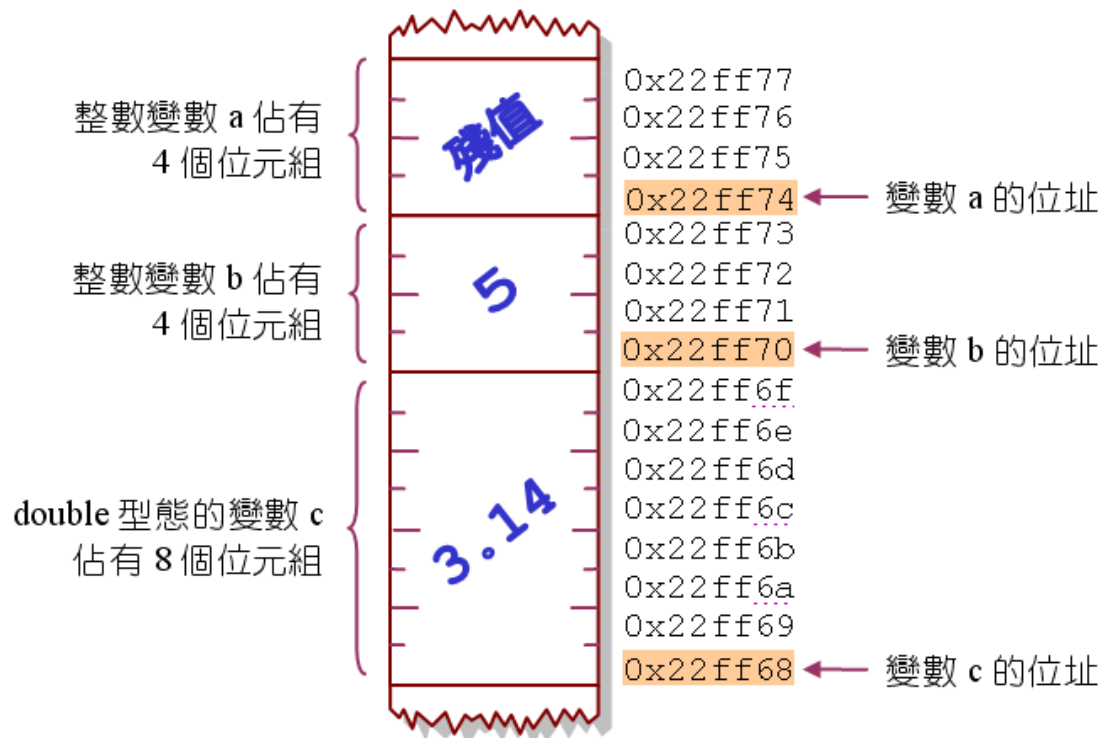 整數變數 a 佔有
4 個位元組
殘值
0x22ff77
0x22ff76
0x22ff75
0x22ff74
變數 a 的位址
整數變數 b 佔有
4 個位元組
5
0x22ff73
0x22ff72
0x22ff71
0x22ff70
變數 b 的位址
double 型態的變數 c
佔有 8 個位元組
3.14
0x22ff6f
0x22ff6e
0x22ff6d
0x22ff6c
0x22ff6b
0x22ff6a
0x22ff69
0x22ff68
變數 c 的位址